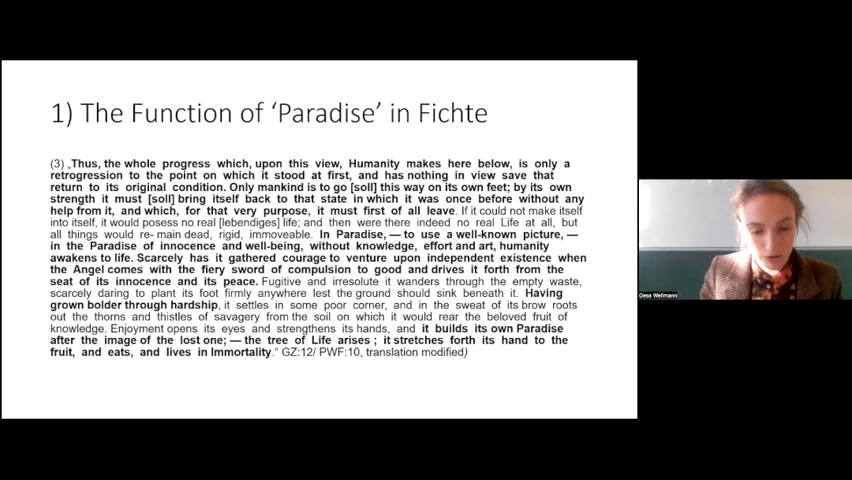 1) The Function of ‘Paradise’ in Fichte
(3) „Thus, the whole progress which, upon this view, Humanity makes here below, is only a
retrogression to the point on which it stood at first, and has nothing in view save that
return to its original condition. Only mankind is to go [soll] this way on its own feet; by its own
strength it must [soll] bring itself back to that state in which it was once before without any
help from it, and which, for that very purpose, it must first of all leave. If it could not make itself
into itself, it would posess no real [lebendiges] life; and then were there indeed no real Life at all, but
all things would re- main dead, rigid, immoveable. In Paradise, — to use a well-known picture, —
in the Paradise of innocence and well-being, without knowledge, effort and art, humanity
awakens to life. Scarcely has it gathered courage to venture upon independent existence when
the Angel comes with the fiery sword of compulsion to good and drives it forth from the
seat of its innocence and its peace. Fugitive and irresolute it wanders through the empty waste,
scarcely daring to plant its foot firmly anywhere lest the ground should sink beneath it. Having
grown bolder through hardship, it settles in some poor corner, and in the sweat of its brow roots
out the thorns and thistles of savagery from the soil on which it would rear the beloved fruit of
knowledge. Enjoyment opens its eyes and strengthens its hands, and it builds its own Paradise
after the image of the lost one; — the tree of Life arises ; it stretches forth its hand to the
fruit, and eats, and lives in Immortality.“ GZ:12/ PWF:10, translation modified)
Gesa Wellmann